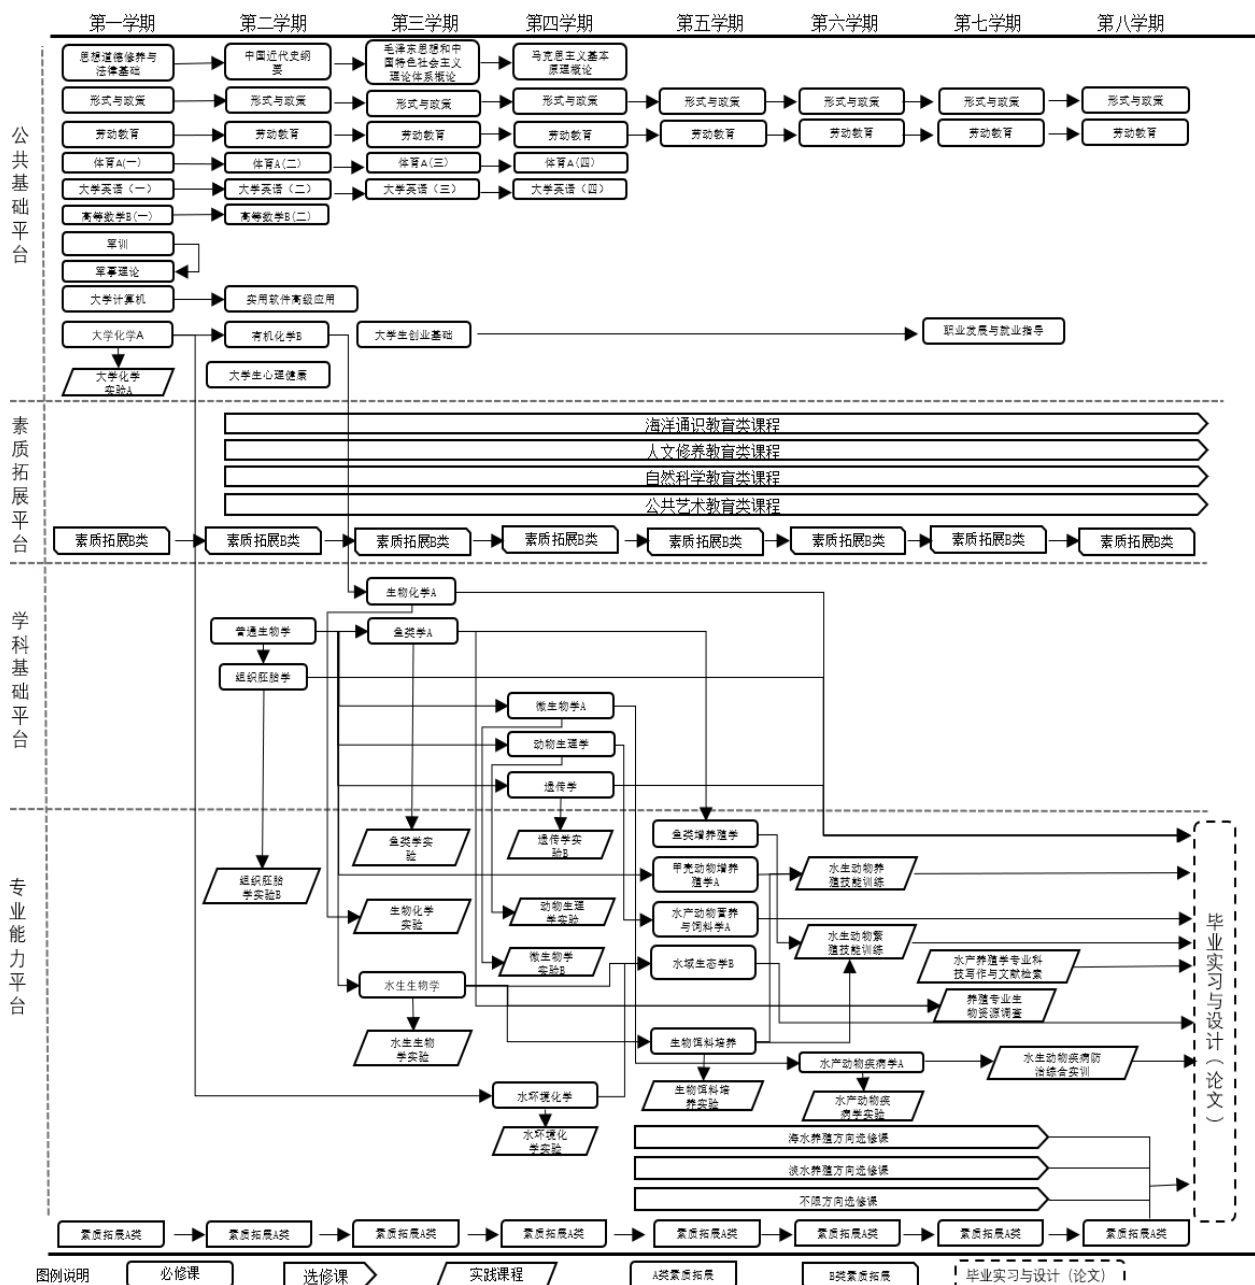 第一学期 第二学期 第三学期 第四学期 第五学期 第六学期 第七学期 第八学期
公共基础平台
思想道德修养与
法律基础
中国近代史纲
要
毛泽东思想和中
国特色社会主义
理论体系概论
马克思主义基本
原理概论
形式与政策 形式与政策 形式与政策 形式与政策 形式与政策 形式与政策 形式与政策 形式与政策
劳动教育 劳动教育 劳动教育 劳动教育 劳动教育 劳动教育 劳动教育 劳动教育
体育A(一) 体育A(二) 体育A(三) 体育A(四)
大学英语(一) 大学英语(二) 大学英语(三) 大学英语(四)
高等数学B(一) 高等数学B(二)
军训
军事理论
大学计算机 实用软件高级应用
大学化学A 有机化学B 大学生创业基础 职业发展与就业指导
大学化学
实验A
大学生心理健康
素质拓展平台
海洋通识教育类课程
人文修养教育类课程
自然科学教育类课程
公共艺术教育类课程
素质拓展B类 素质拓展B类 素质拓展B类 素质拓展B类 素质拓展B类 素质拓展B类 素质拓展B类 素质拓展B类
学科基础平台
生物化学A
普通生物学 鱼类学A
组织胚胎学
微生物学A
动物生理学
遗传学
专业能力平台
鱼类学实
验
遗传学实
验B
鱼类增养殖学
组织胚胎
学实验B
甲壳动物增养
殖学A
水生动物养
殖技能训练
生物化学
实验
动物生理
学实验
水产动物营养
与饲料学A
水生动物繁
殖技能训练
微生物学
实验B
水域生态学B
水产养殖学专业科
技写作与文献检索
水生生物学
养殖专业生
物资源调查
水生生物
学实验
生物饵料培养
水产动物疾病学A
水生动物疾病防
治综合实训
生物饵料培
养实验
水产动物疾
病学实验
水环境化学
水环境化
学实验
海水养殖方向选修课
淡水养殖方向选修课
不限方向选修课
毕业实习与设计(论文)
素质拓展A类 素质拓展A类 素质拓展A类 素质拓展A类 素质拓展A类 素质拓展A类 素质拓展A类 素质拓展A类
图例说明 必修课 选修课 实践课程 A类素质拓展 B类素质拓展 毕业实习与设计(论文)